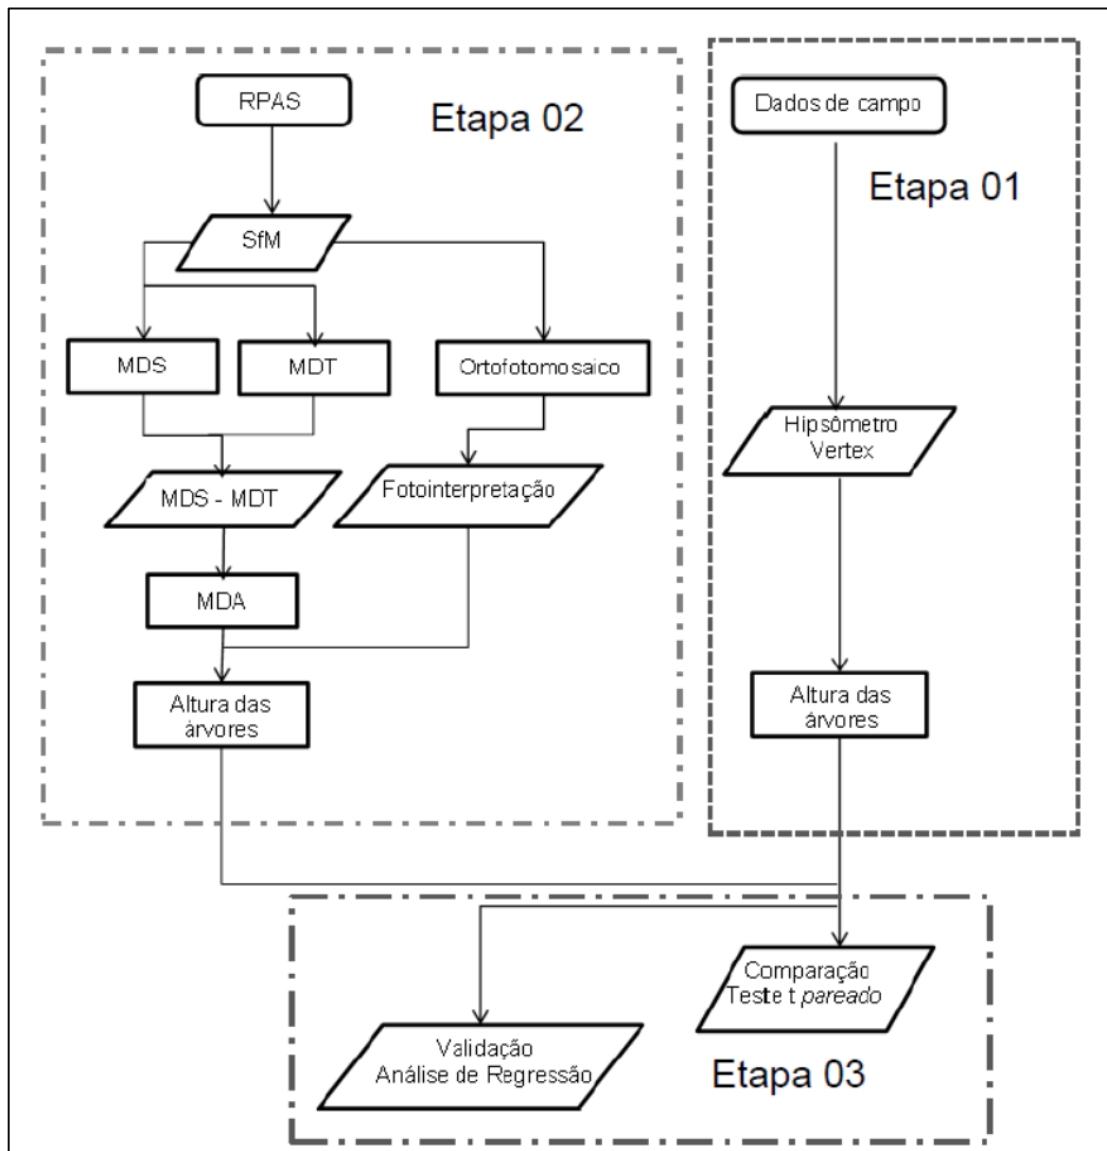 RPAS
Etapa 02
SfM
MDS
MDT
Ortofotomosaico
MDS - MDT
Fotointerpretação
MDA
Altura das
árvores
Dados de campo
Etapa 01
Hipsômetro
Vertex
Altura das
árvores
Comparação
Teste t pareado
Validação
Análise de Regressão
Etapa 03